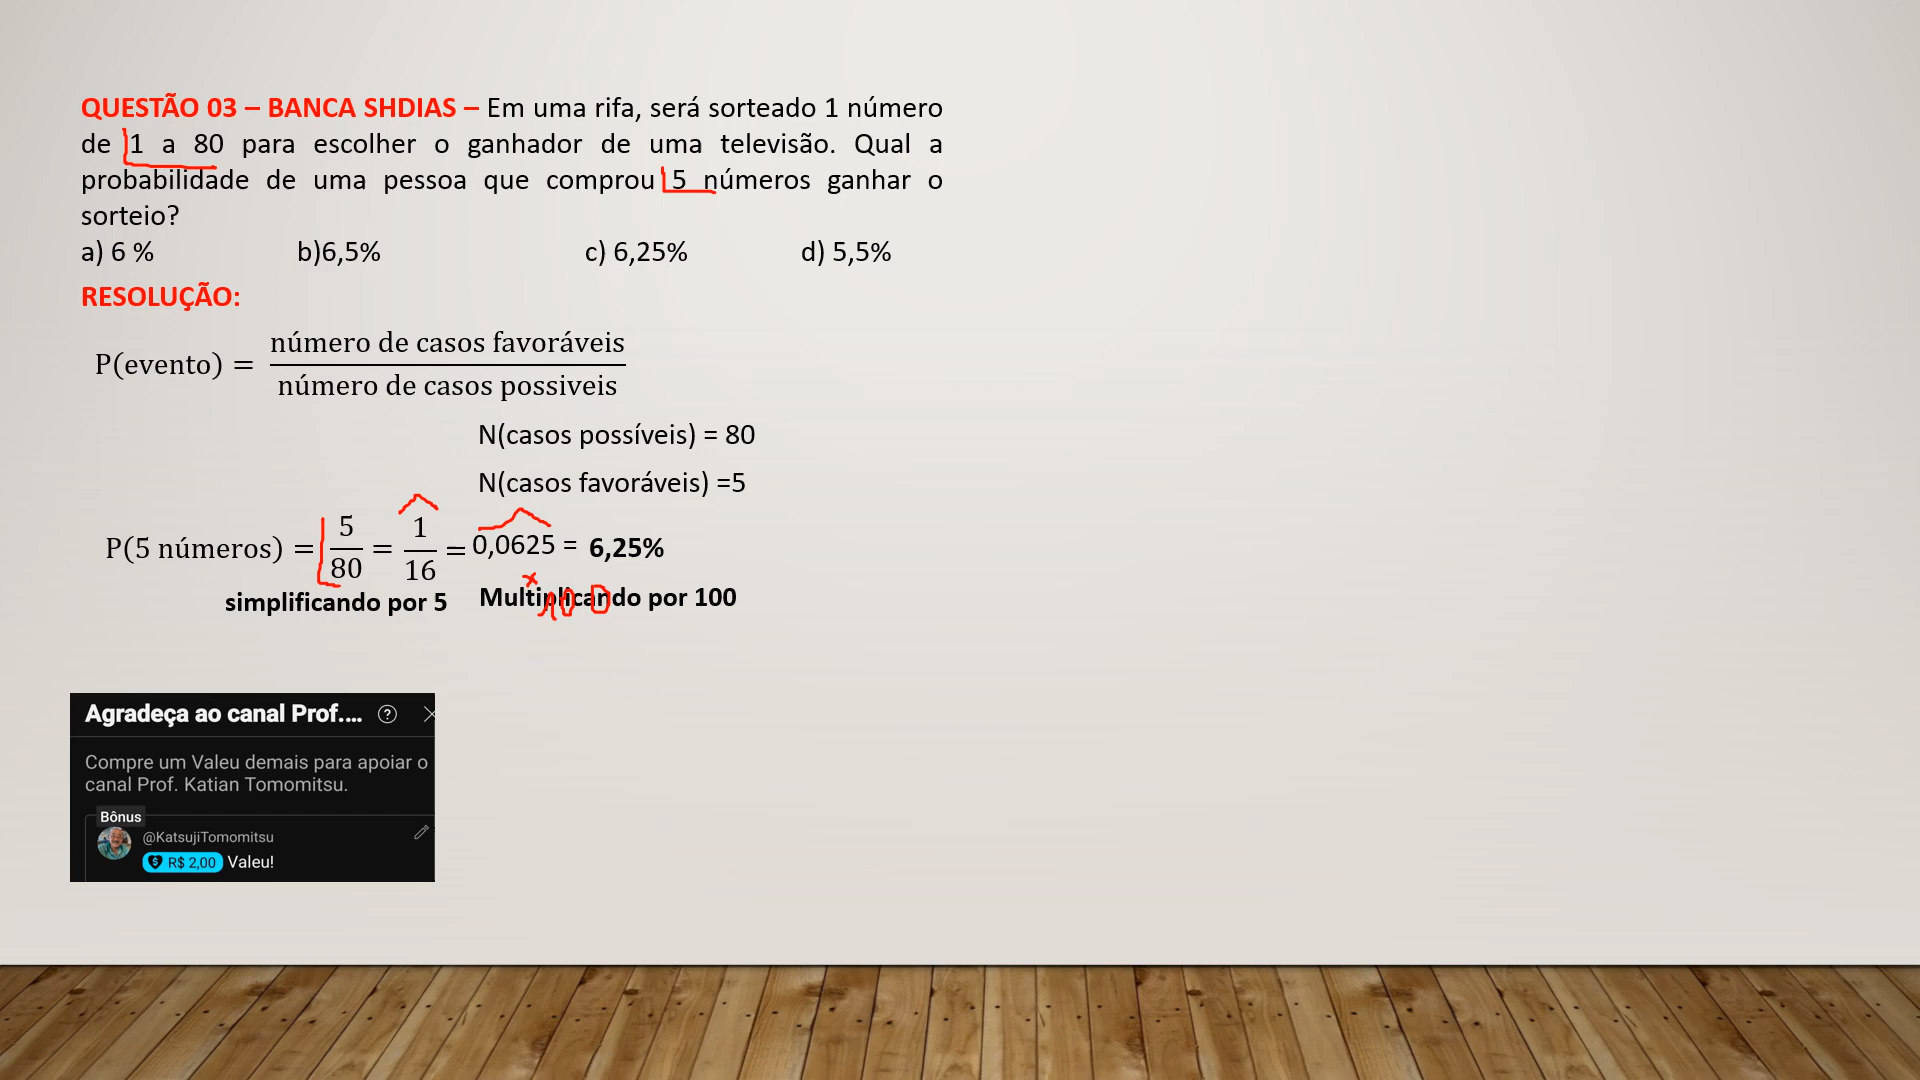 QUESTÃO 03 – BANCA SHDIAS – Em uma rifa, será sorteado 1 número
de 1 a 80 para escolher o ganhador de uma televisão. Qual a
probabilidade de uma pessoa que comprou 5 números ganhar o
sorteio?
a) 6 % b)6,5% c) 6,25% d) 5,5%
RESOLUÇÃO:
P(evento) = número de casos favoráveis / número de casos possiveis
N(casos possíveis) = 80
N(casos favoráveis) =5
P(5 números) = 5/80 = 1/16 = 0,0625 = 6,25%
x
100
simplificando por 5 Multiplicando por 100
Agradeça ao canal Prof.... ?
Compre um Valeu demais para apoiar o
canal Prof. Katian Tomomitsu.
Bônus
@KatsujiTomomitsu
R$ 2,00 Valeu!